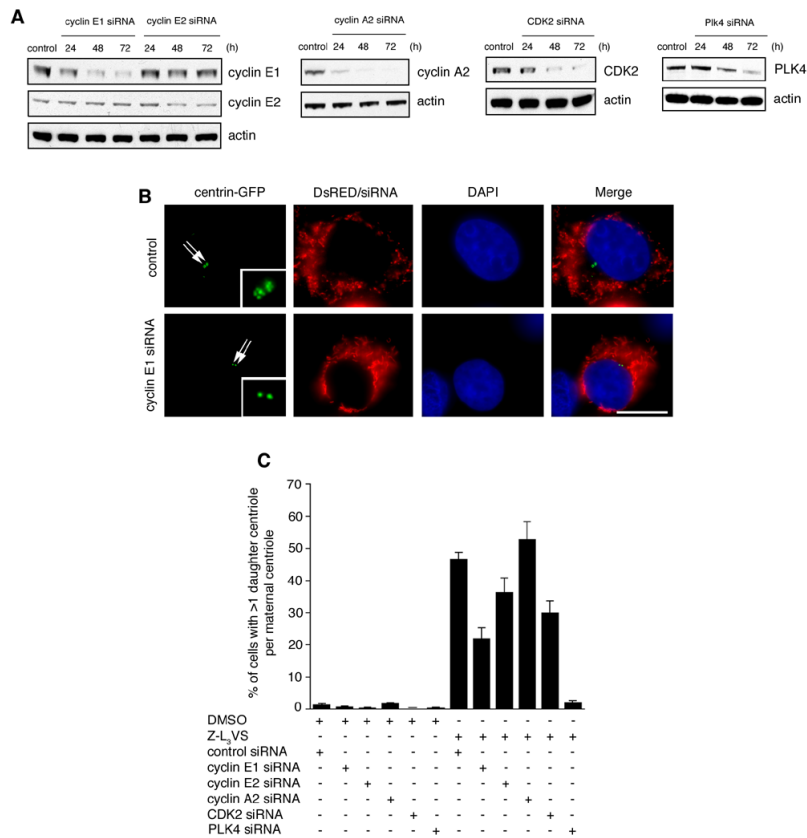 A
cyclin E1 siRNA cyclin E2 siRNA
control 24 48 72 24 48 72 (h)
cyclin E1
cyclin E2
actin
cyclin A2 siRNA
control 24 48 72 (h)
cyclin A2
actin
CDK2 siRNA
control 24 48 72 (h)
CDK2
actin
Plk4 siRNA
control 24 48 72 (h)
PLK4
actin
B
centrin-GFP DsRED/siRNA DAPI Merge
control
cyclin E1 siRNA
C
% of cells with >1 daughter centriole
per maternal centriole
70
60
50
40
30
20
10
0
DMSO + + + + + + - - - - - -
Z-L3VS - - - - - - + + + + + +
control siRNA + - - - - - + - - - - -
cyclin E1 siRNA - + - - - - - + - - - -
cyclin E2 siRNA - - + - - - - - + - - -
cyclin A2 siRNA - - - + - - - - - + - -
CDK2 siRNA - - - - + - - - - - + -
PLK4 siRNA - - - - - + - - - - - +